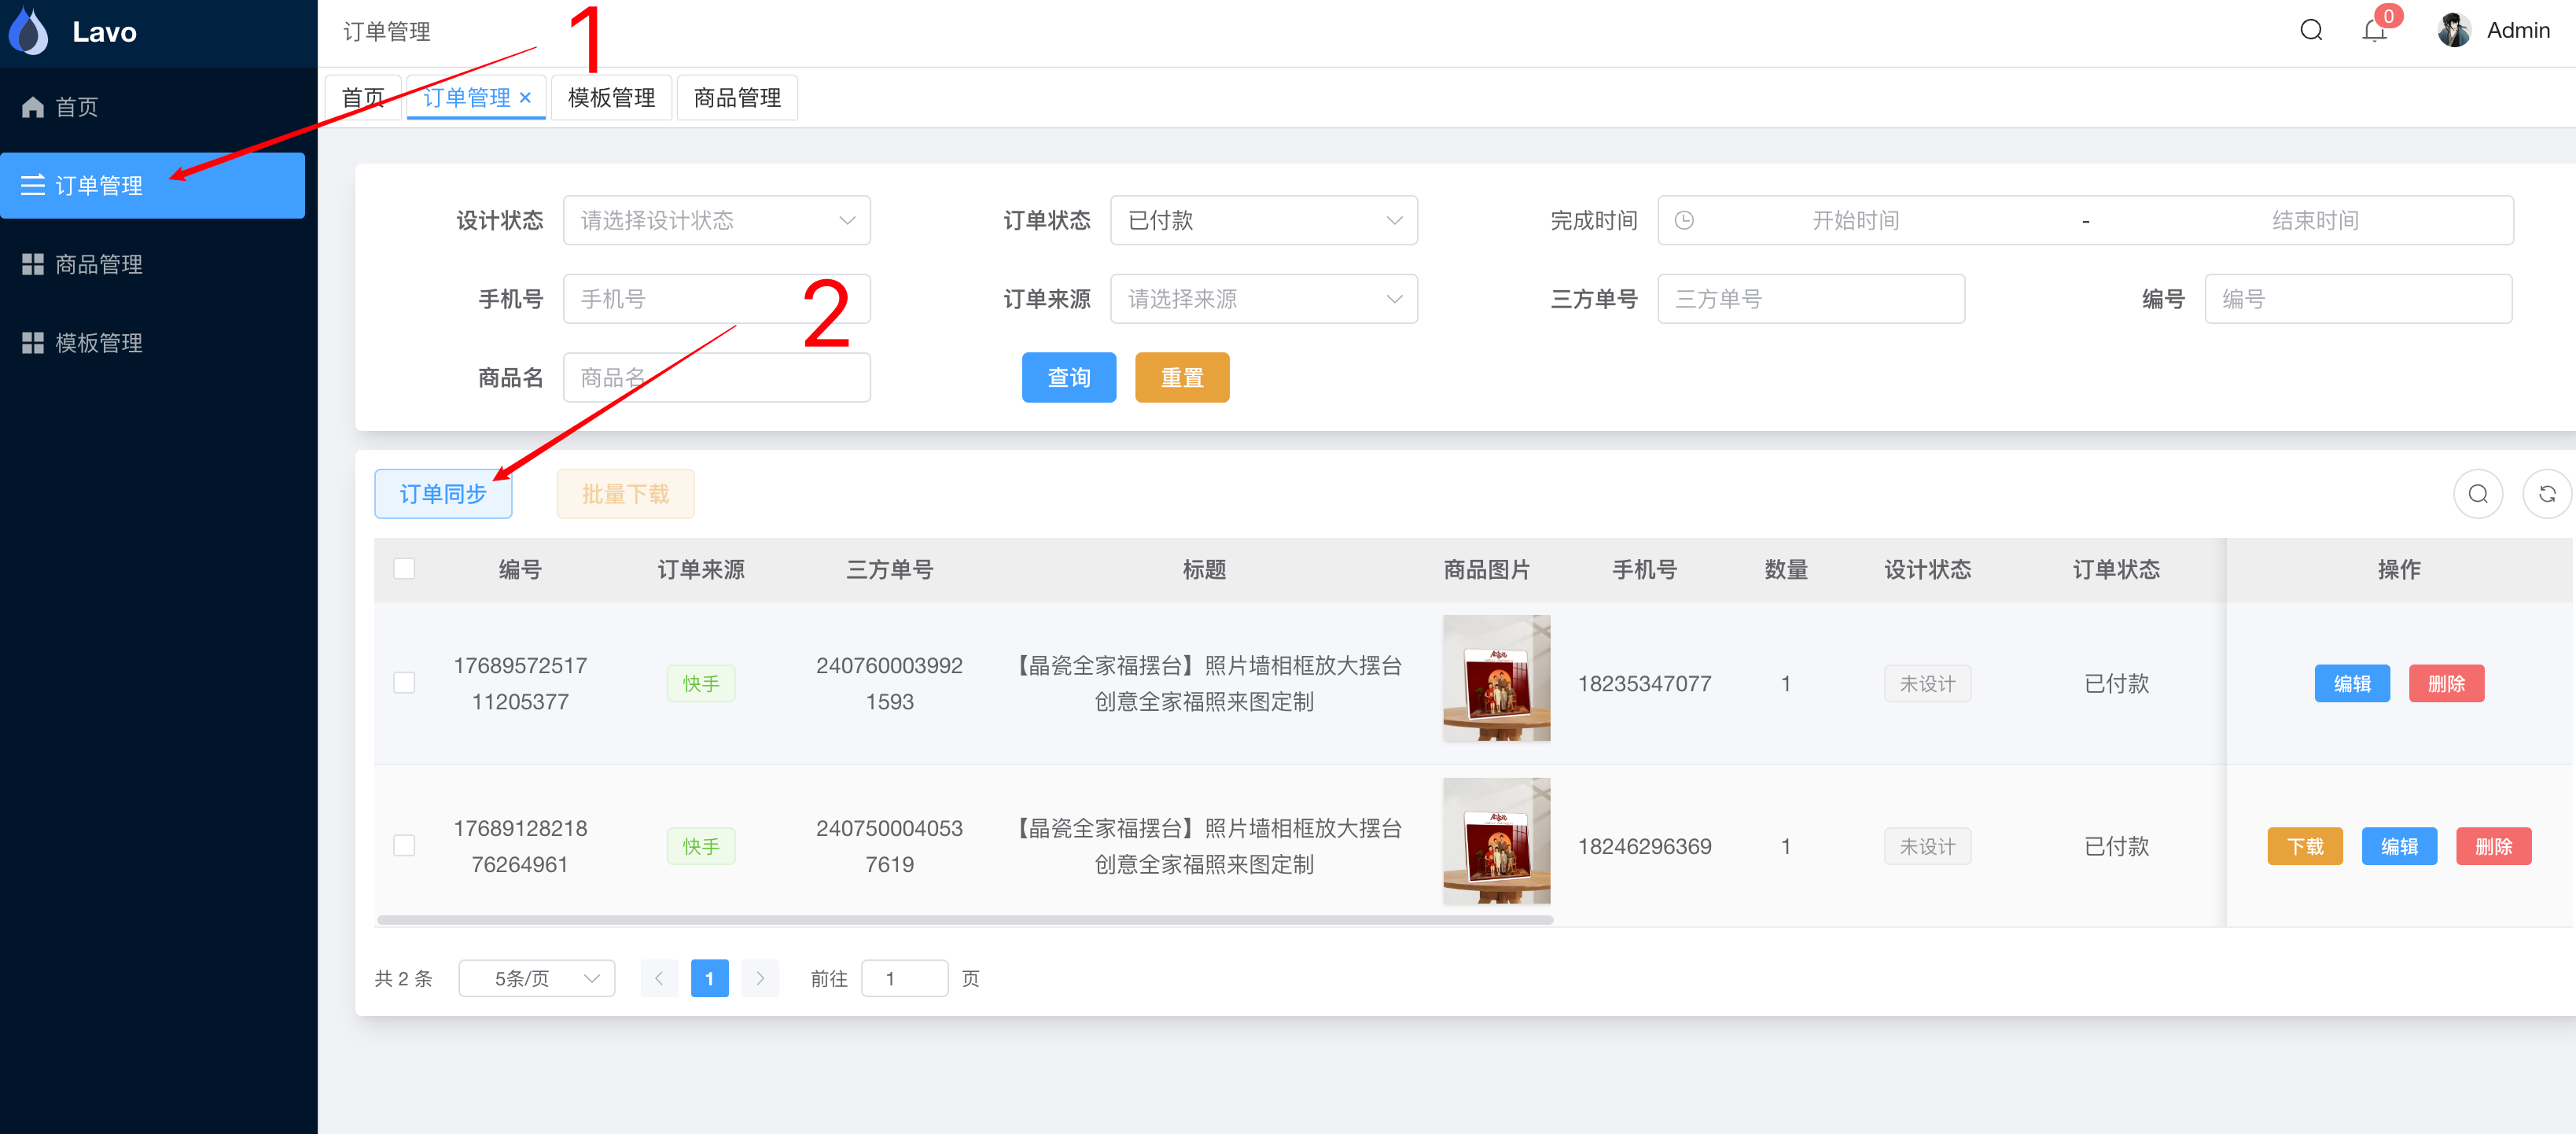 Lavo
订单管理
1
0
Admin
首页
订单管理
模板管理
商品管理
首页
订单管理
商品管理
模板管理
设计状态 请选择设计状态 订单状态 已付款 完成时间 开始时间 - 结束时间
手机号 手机号 订单来源 请选择来源 三方单号 三方单号 编号 编号
2
商品名 商品名 查询 重置
订单同步 批量下载
编号 订单来源 三方单号 标题 商品图片 手机号 数量 设计状态 订单状态 操作
17689572517
11205377
快手
240760003992
1593
【晶瓷全家福摆台】照片墙相框放大摆台
创意全家福照来图定制
18235347077
1
未设计
已付款
编辑 删除
17689128218
76264961
快手
240750004053
7619
【晶瓷全家福摆台】照片墙相框放大摆台
创意全家福照来图定制
18246296369
1
未设计
已付款
下载 编辑 删除
共 2 条 5条/页 1 前往 1 页